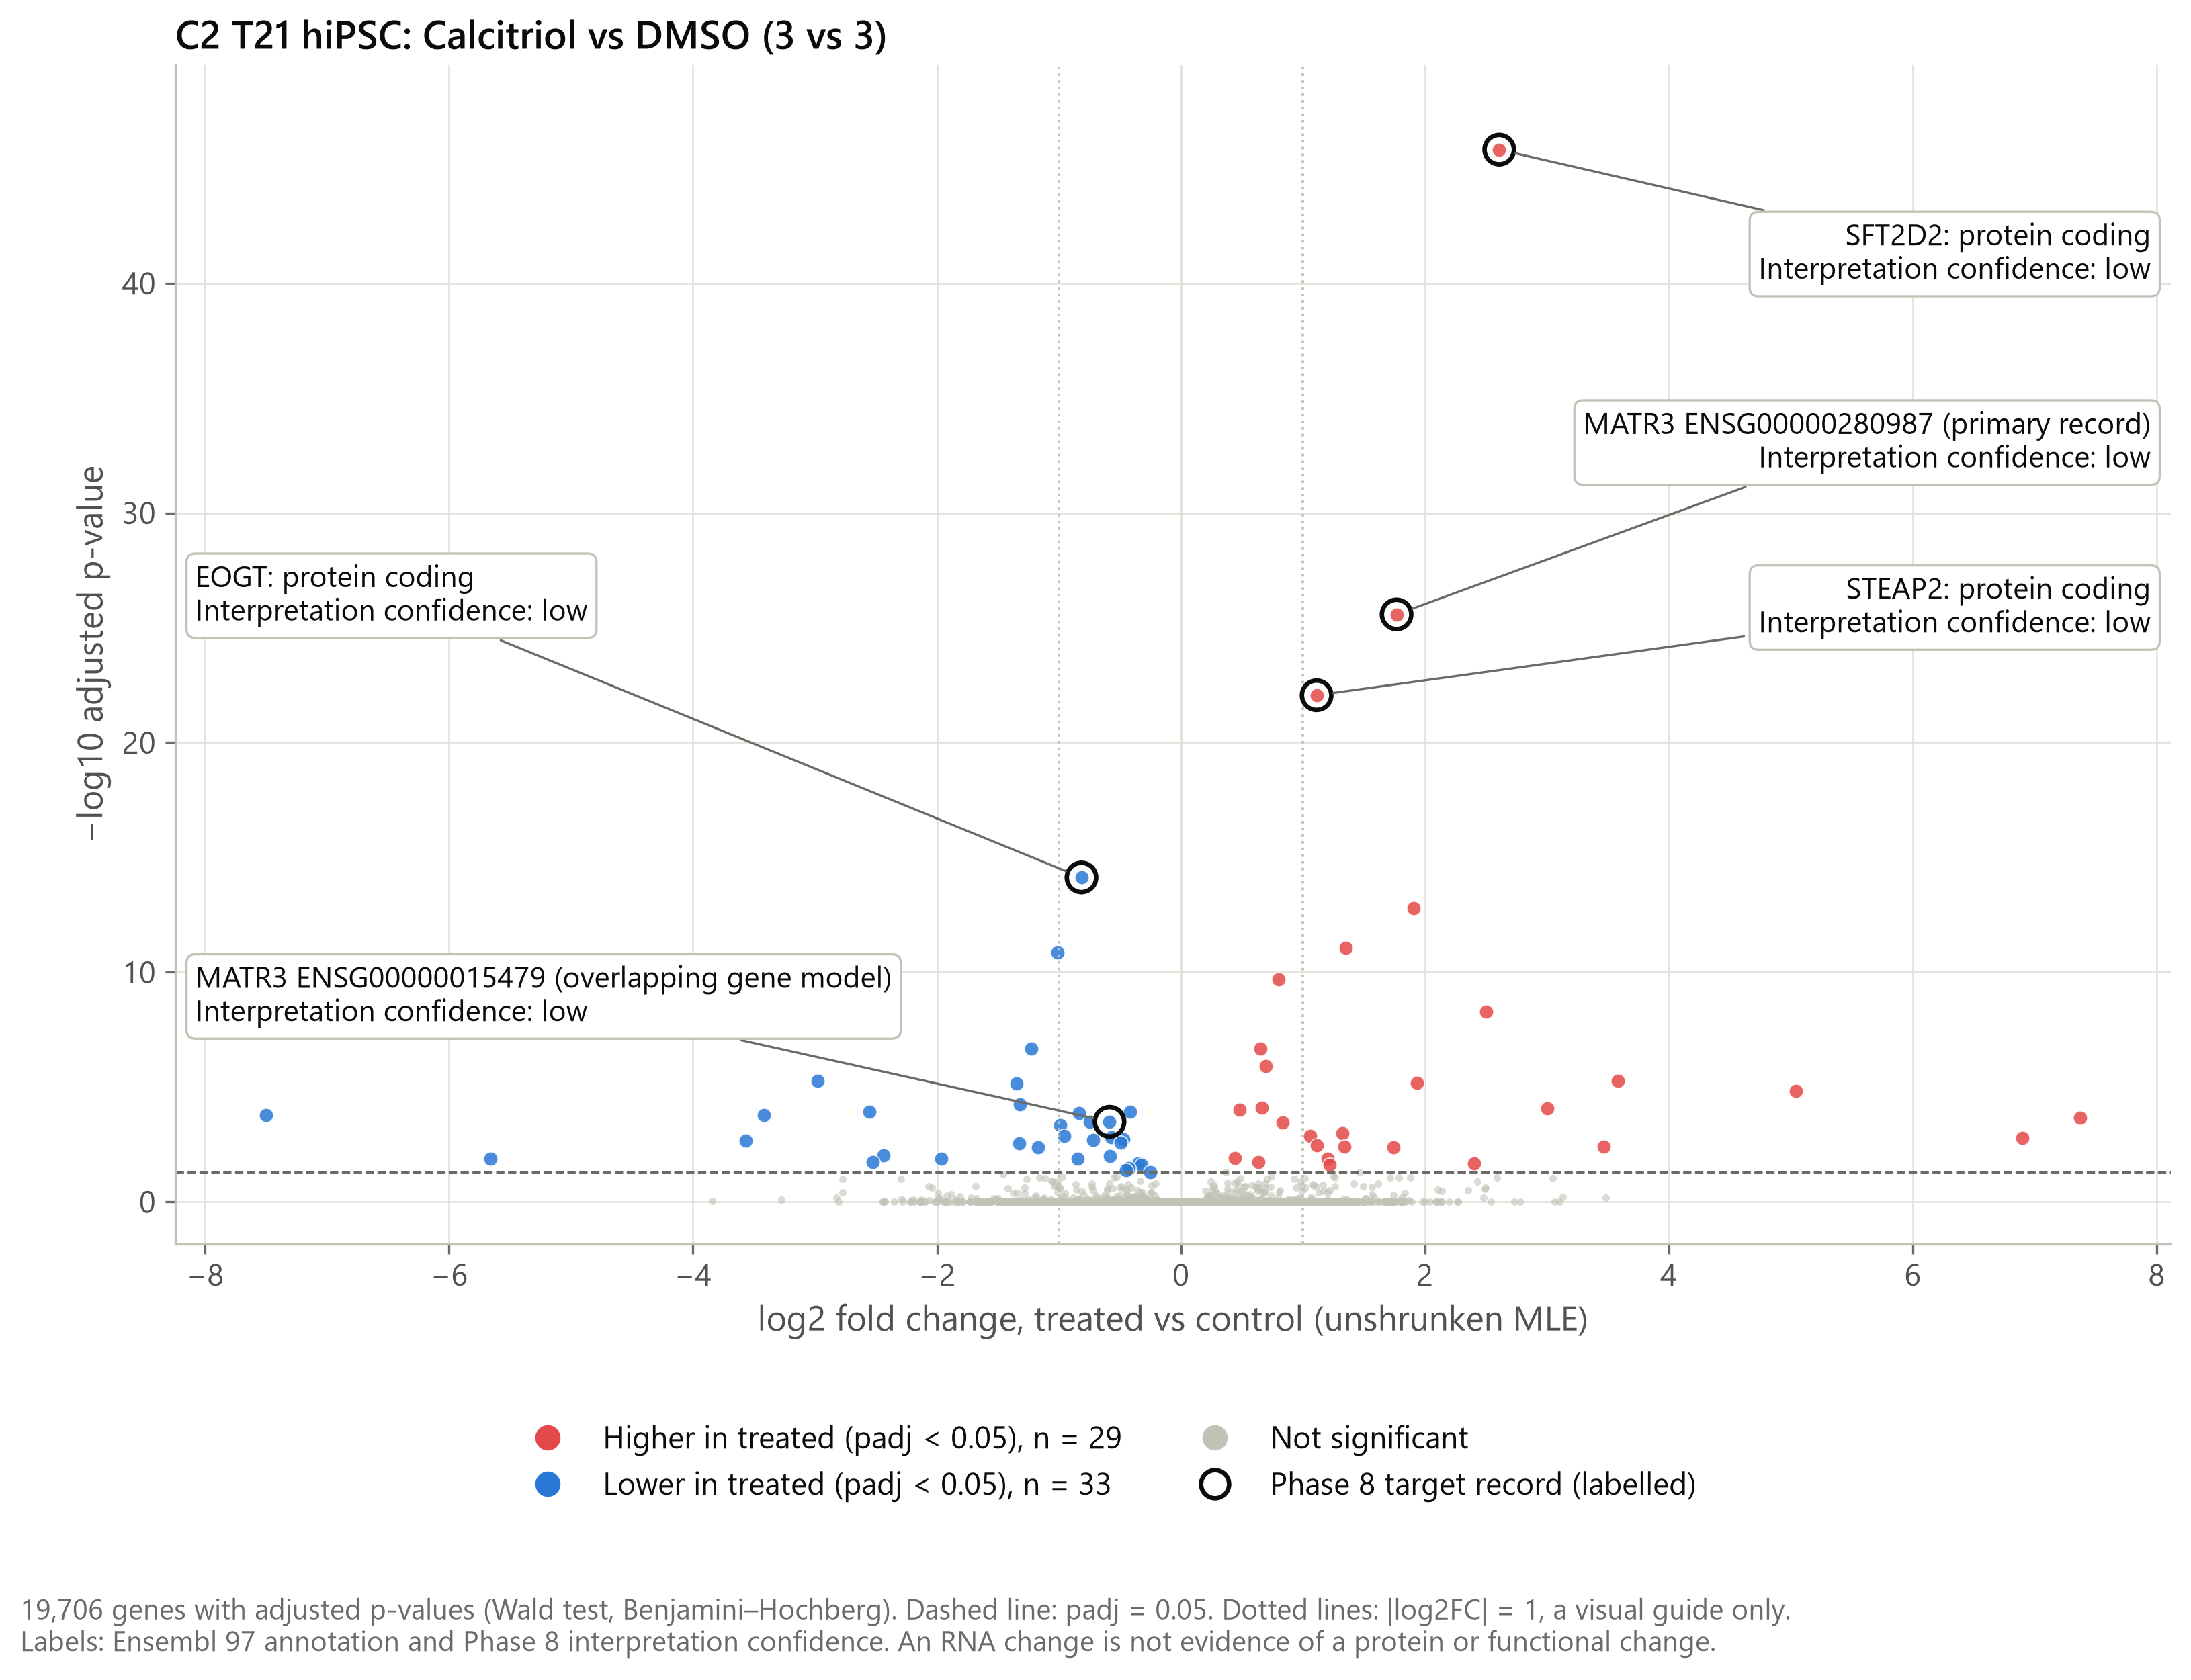 C2 T21 hiPSC: Calcitriol vs DMSO (3 vs 3)
−log10 adjusted p-value
40
30
20
10
0
SFT2D2: protein coding
Interpretation confidence: low
MATR3 ENSG00000280987 (primary record)
Interpretation confidence: low
STEAP2: protein coding
Interpretation confidence: low
EOGT: protein coding
Interpretation confidence: low
MATR3 ENSG00000015479 (overlapping gene model)
Interpretation confidence: low
−8 −6 −4 −2 0 2 4 6 8
log2 fold change, treated vs control (unshrunken MLE)
Higher in treated (padj < 0.05), n = 29
Lower in treated (padj < 0.05), n = 33
Not significant
Phase 8 target record (labelled)
19,706 genes with adjusted p-values (Wald test, Benjamini–Hochberg). Dashed line: padj = 0.05. Dotted lines: |log2FC| = 1, a visual guide only.
Labels: Ensembl 97 annotation and Phase 8 interpretation confidence. An RNA change is not evidence of a protein or functional change.